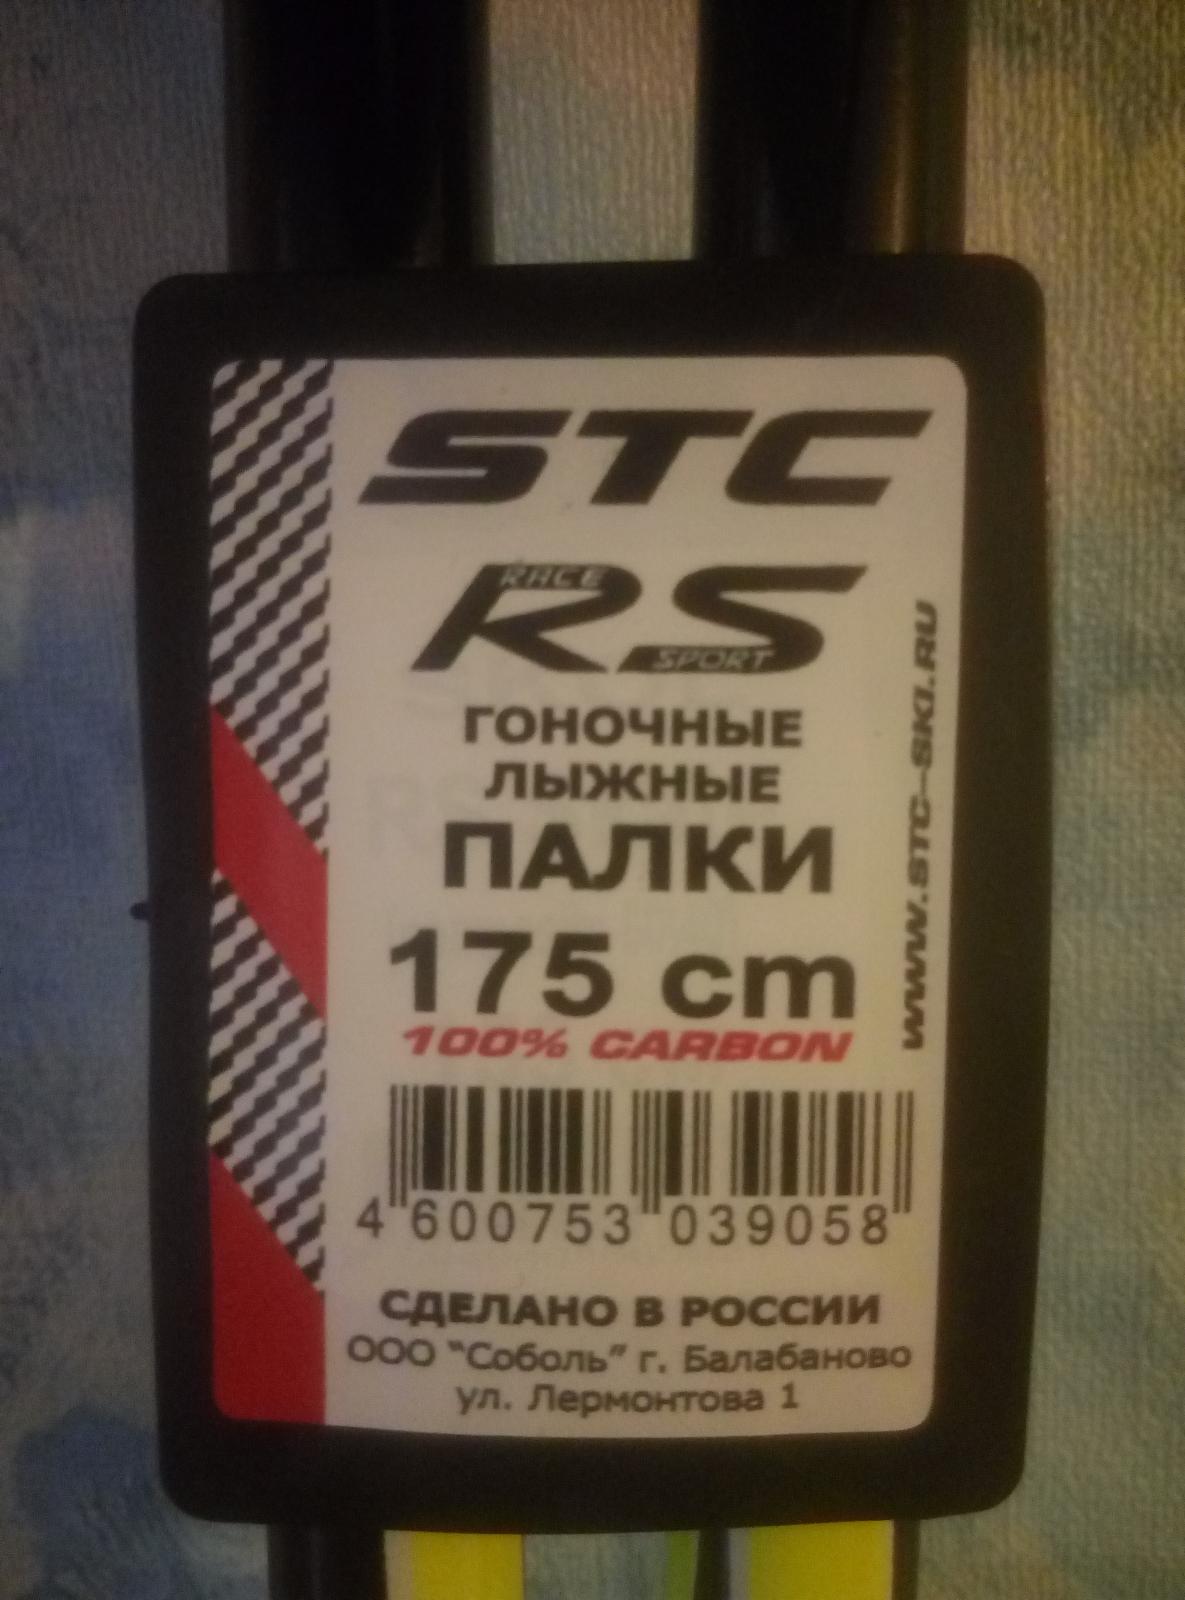 STC
RACE
RS
SPORT
ГОНОЧНЫЕ
ЛЫЖНЫЕ
ПАЛКИ
175 cm
100% CARBON
WWW.STC-SKI.RU
4 600753 039058
СДЕЛАНО В РОССИИ
ООО "Соболь" г. Балабаново
ул. Лермонтова 1